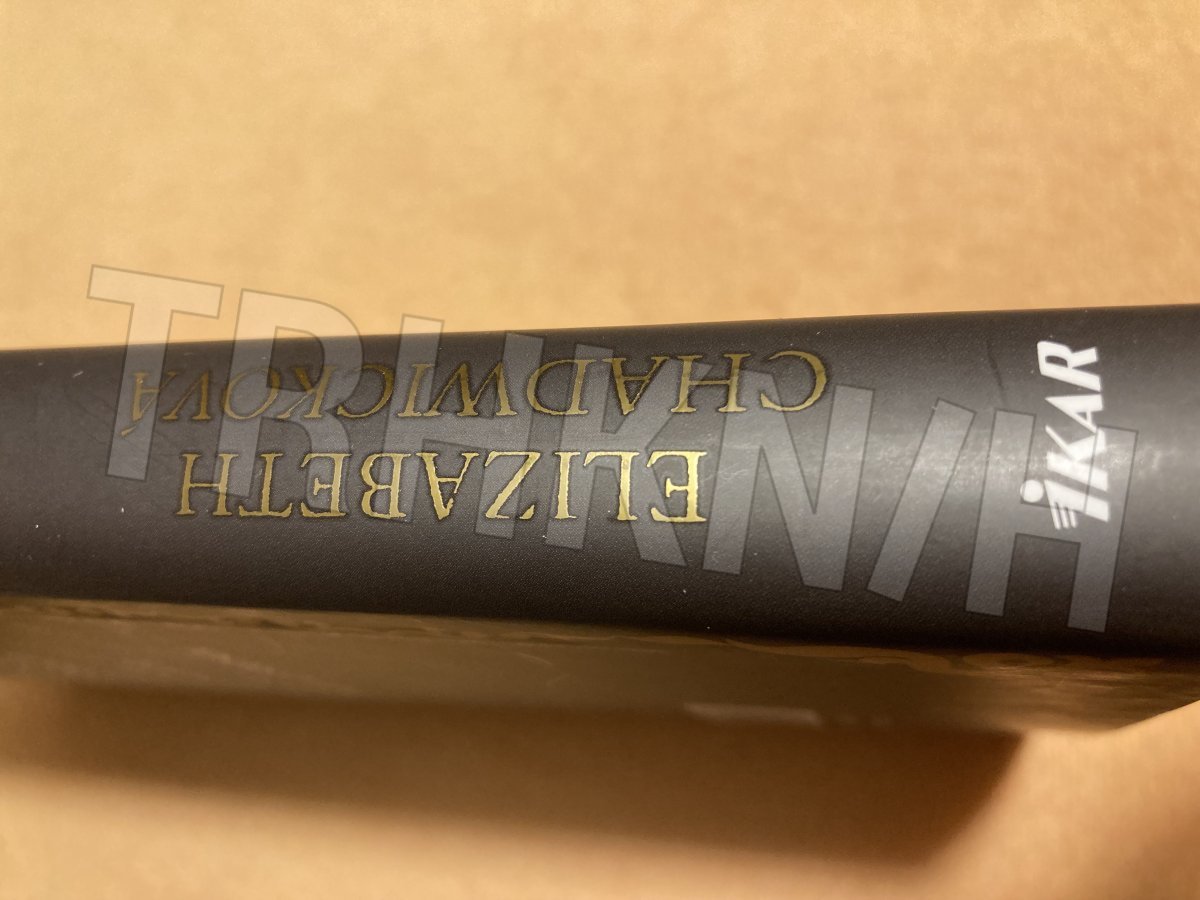 ELIZABETH
CHADWICKOVÁ
iKAR
TRHKNIH